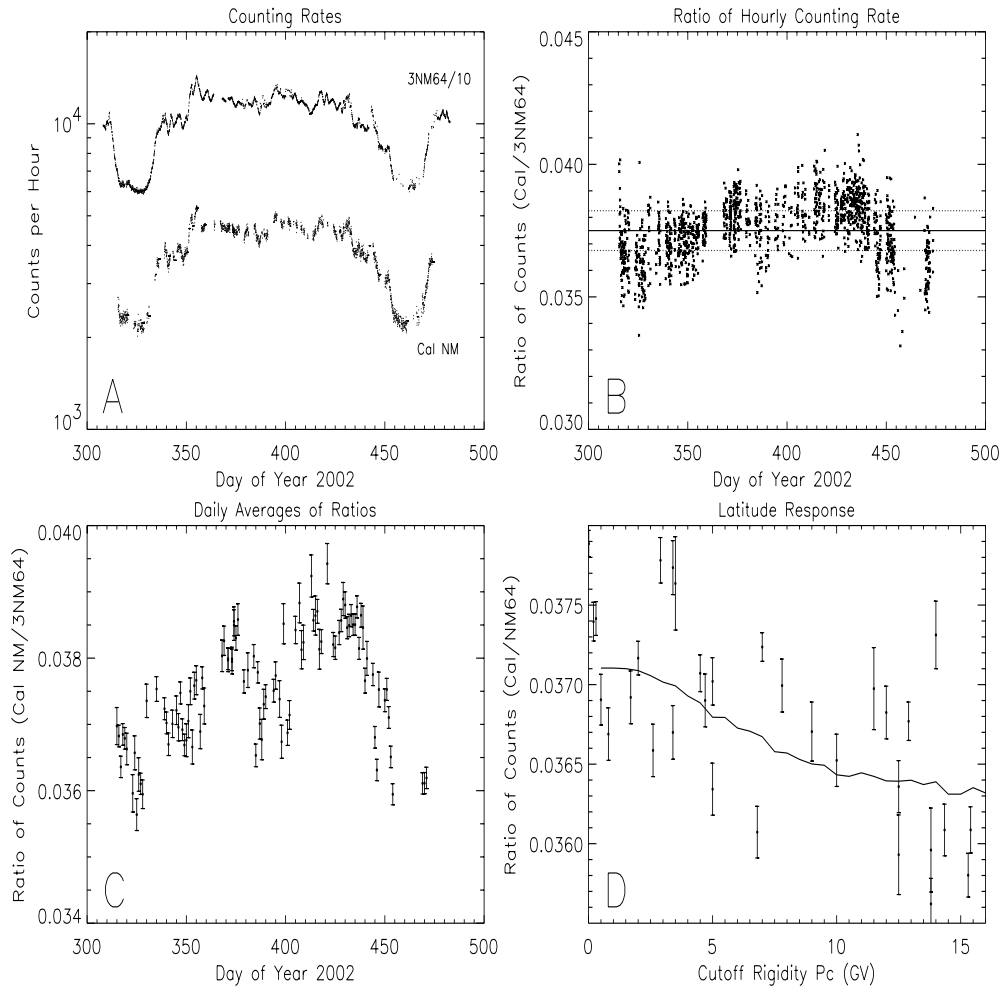 Counting Rates
Counts per Hour
10^4
10^3
3NM64/10
Cal NM
A
300 350 400 450 500
Day of Year 2002
Ratio of Hourly Counting Rate
Ratio of Counts (Cal/3NM64)
0.045
0.040
0.035
0.030
B
300 350 400 450 500
Day of Year 2002
Daily Averages of Ratios
Ratio of Counts (Cal NM/3NM64)
0.040
0.038
0.036
0.034
C
300 350 400 450 500
Day of Year 2002
Latitude Response
Ratio of Counts (Cal/NM64)
0.0375
0.0370
0.0365
0.0360
D
0 5 10 15
Cutoff Rigidity Pc (GV)